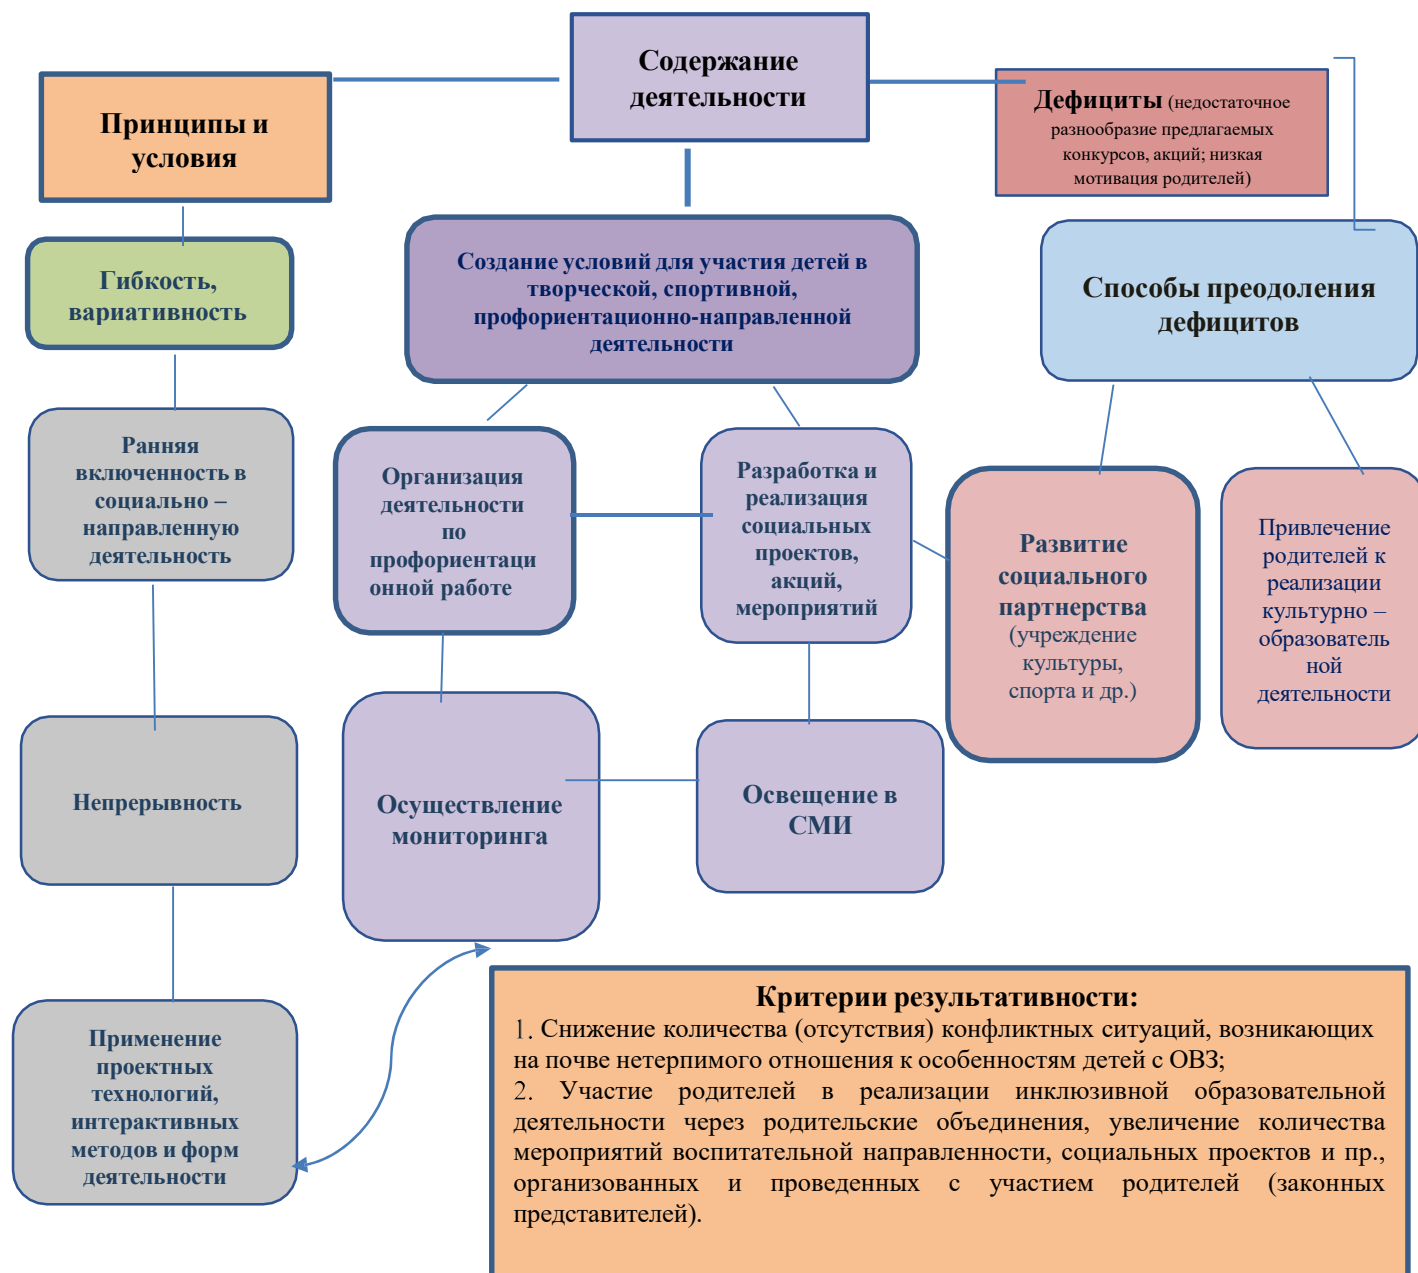 Содержание
деятельности
Принципы и
условия
Дефициты (недостаточное
разнообразие предлагаемых
конкурсов, акций; низкая
мотивация родителей)
Гибкость,
вариативность
Создание условий для участия детей в
творческой, спортивной,
профориентационно-направленной
деятельности
Способы преодоления
дефицитов
Ранняя
включенность в
социально –
направленную
деятельность
Организация
деятельности
по
профориентаци
онной работе
Разработка и
реализация
социальных
проектов,
акций,
мероприятий
Развитие
социального
партнерства
(учреждение
культуры,
спорта и др.)
Привлечение
родителей к
реализации
культурно –
образователь
ной
деятельности
Непрерывность
Осуществление
мониторинга
Освещение в
СМИ
Применение
проектных
технологий,
интерактивных
методов и форм
деятельности
Критерии результативности:
1. Снижение количества (отсутствия) конфликтных ситуаций, возникающих
на почве нетерпимого отношения к особенностям детей с ОВЗ;
2. Участие родителей в реализации инклюзивной образовательной
деятельности через родительские объединения, увеличение количества
мероприятий воспитательной направленности, социальных проектов и пр.,
организованных и проведенных с участием родителей (законных
представителей).